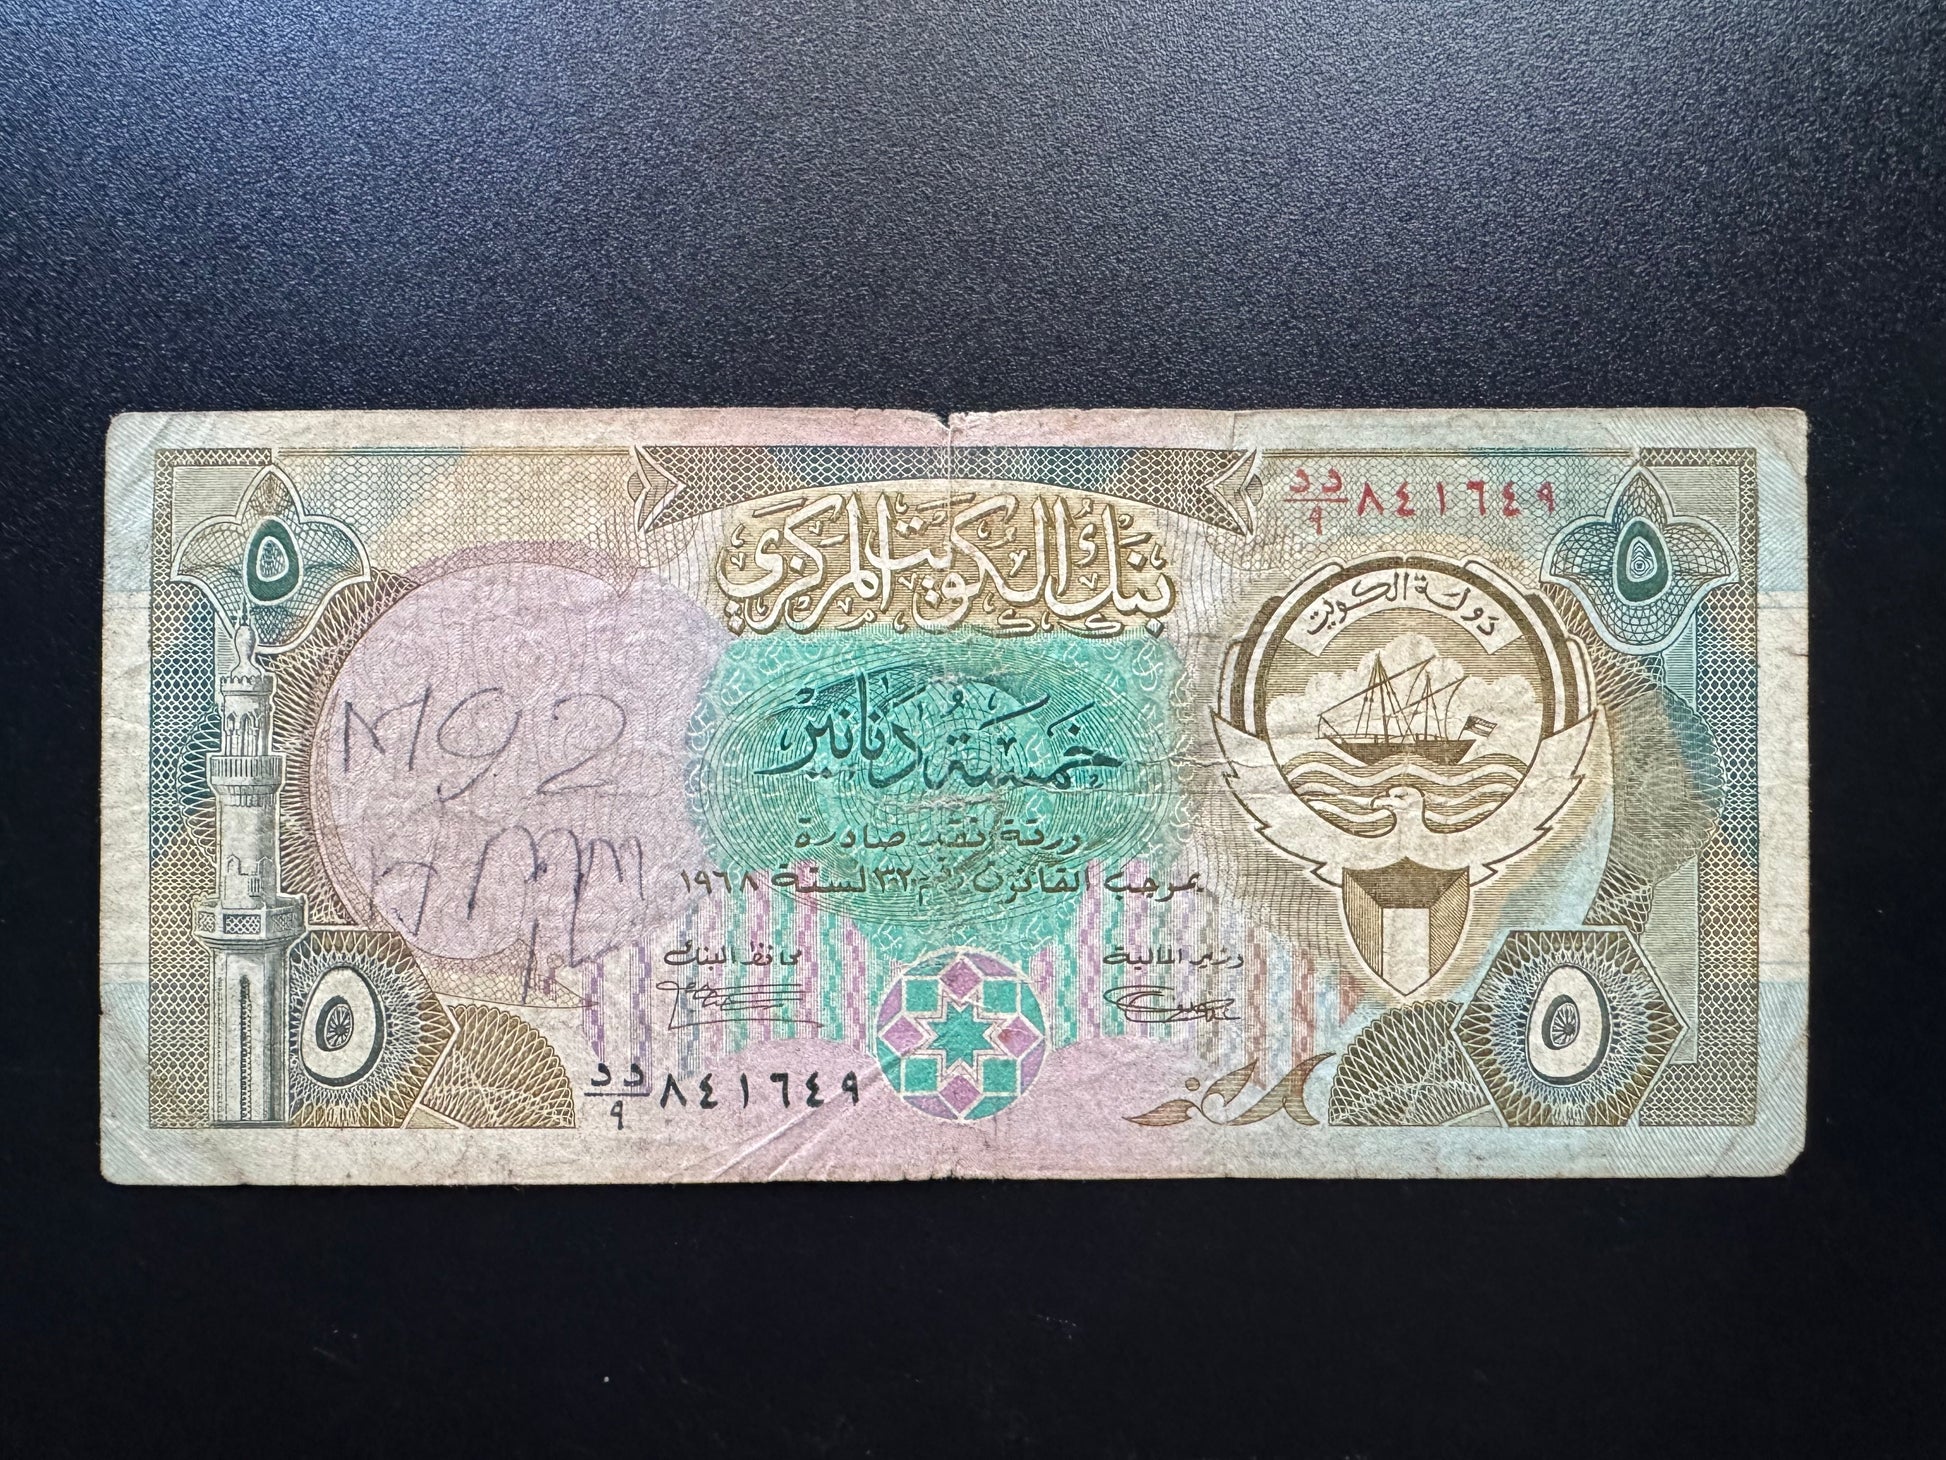 ٥
بنك الكويت المركزي
د د
٩
٨٤١٦٤٩
٥
دولة الكويت
M92
خمسة دنانير
ورقة نقد صادرة
بموجب القانون رقم ٣٢ لسنة ١٩٦٨
محافظ البنك
وزير المالية
٥
٥
د د
٩
٨٤١٦٤٩